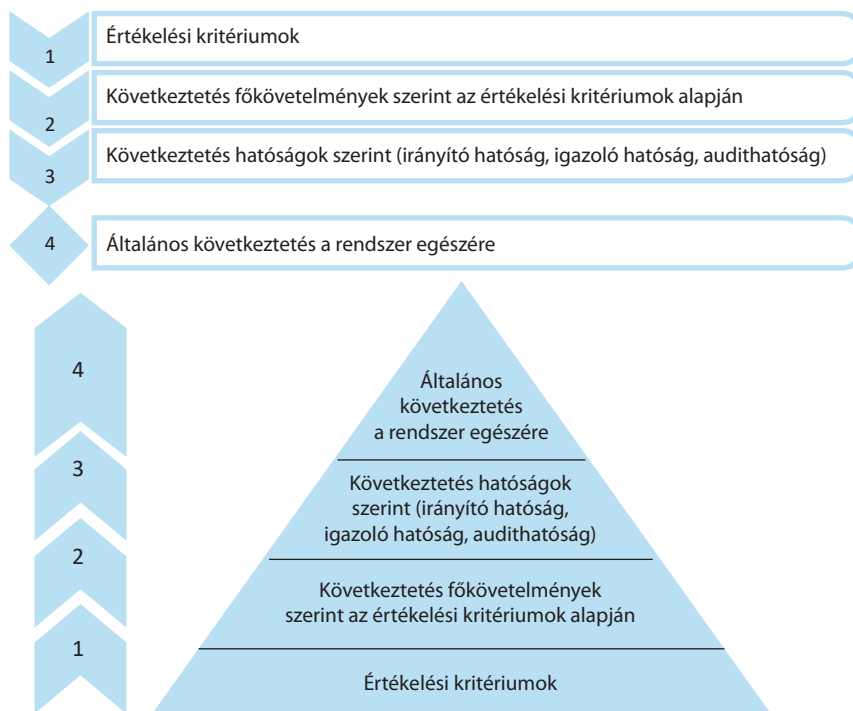 1
Értékelési kritériumok
2
Következtetés főkövetelmények szerint az értékelési kritériumok alapján
3
Következtetés hatóságok szerint (irányító hatóság, igazoló hatóság, audithatóság)
4
Általános következtetés a rendszer egészére
4
Általános
következtetés
a rendszer egészére
3
Következtetés hatóságok
szerint (irányító hatóság,
igazoló hatóság, audithatóság)
2
Következtetés főkövetelmények
szerint az értékelési kritériumok alapján
1
Értékelési kritériumok